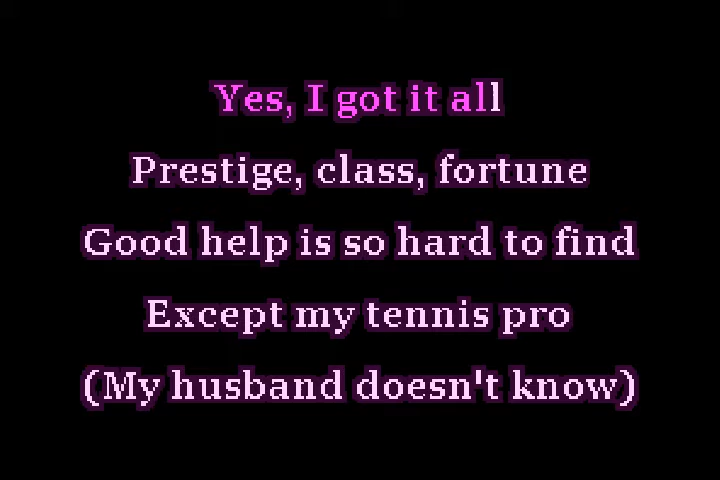 Yes, I got it all
Prestige, class, fortune
Good help is so hard to find
Except my tennis pro
(My husband doesn't know)